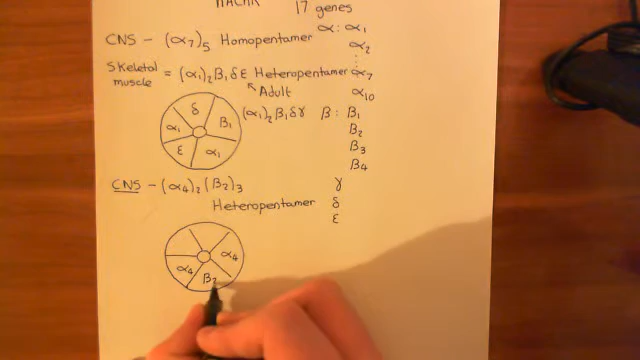 nAChR 17 genes
CNS - (α7)5 Homopentamer α: α1
α2
⋮
Skeletal muscle = (α1)2 β1 δ ε Heteropentamer α7
Adult α10
δ β1 α1 ε α1 (α1)2 β1 δ γ β: β1
β2
β3
β4
CNS - (α4)2 (β2)3 γ
Heteropentamer δ
ε
α4
α4 β2